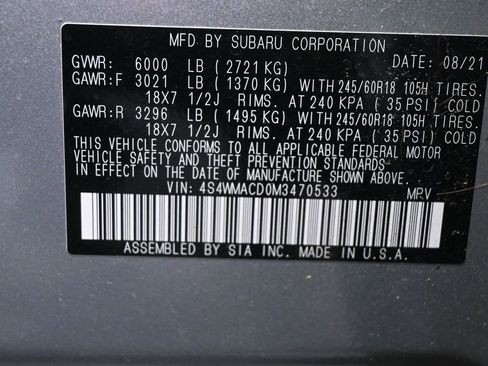 MFD BY SUBARU CORPORATION DATE: 08/21
GVWR: 6000 LB (2721 KG)
GAWR:F 3021 LB (1370 KG) WITH 245/60R18 105H TIRES.
18X7 1/2J RIMS. AT 240 KPA (35 PSI) COLD
GAWR:R 3296 LB (1495 KG) WITH 245/60R18 105H TIRES.
18X7 1/2J RIMS. AT 240 KPA (35 PSI) COLD
THIS VEHICLE CONFORMS TO ALL APPLICABLE FEDERAL MOTOR
VEHICLE SAFETY AND THEFT PREVENTION STANDARDS
IN EFFECT ON THE DATE OF MANUFACTURE SHOWN ABOVE.
VIN: 4S4WMACD0M3470533 MPV
ASSEMBLED BY SIA INC. MADE IN U.S.A.